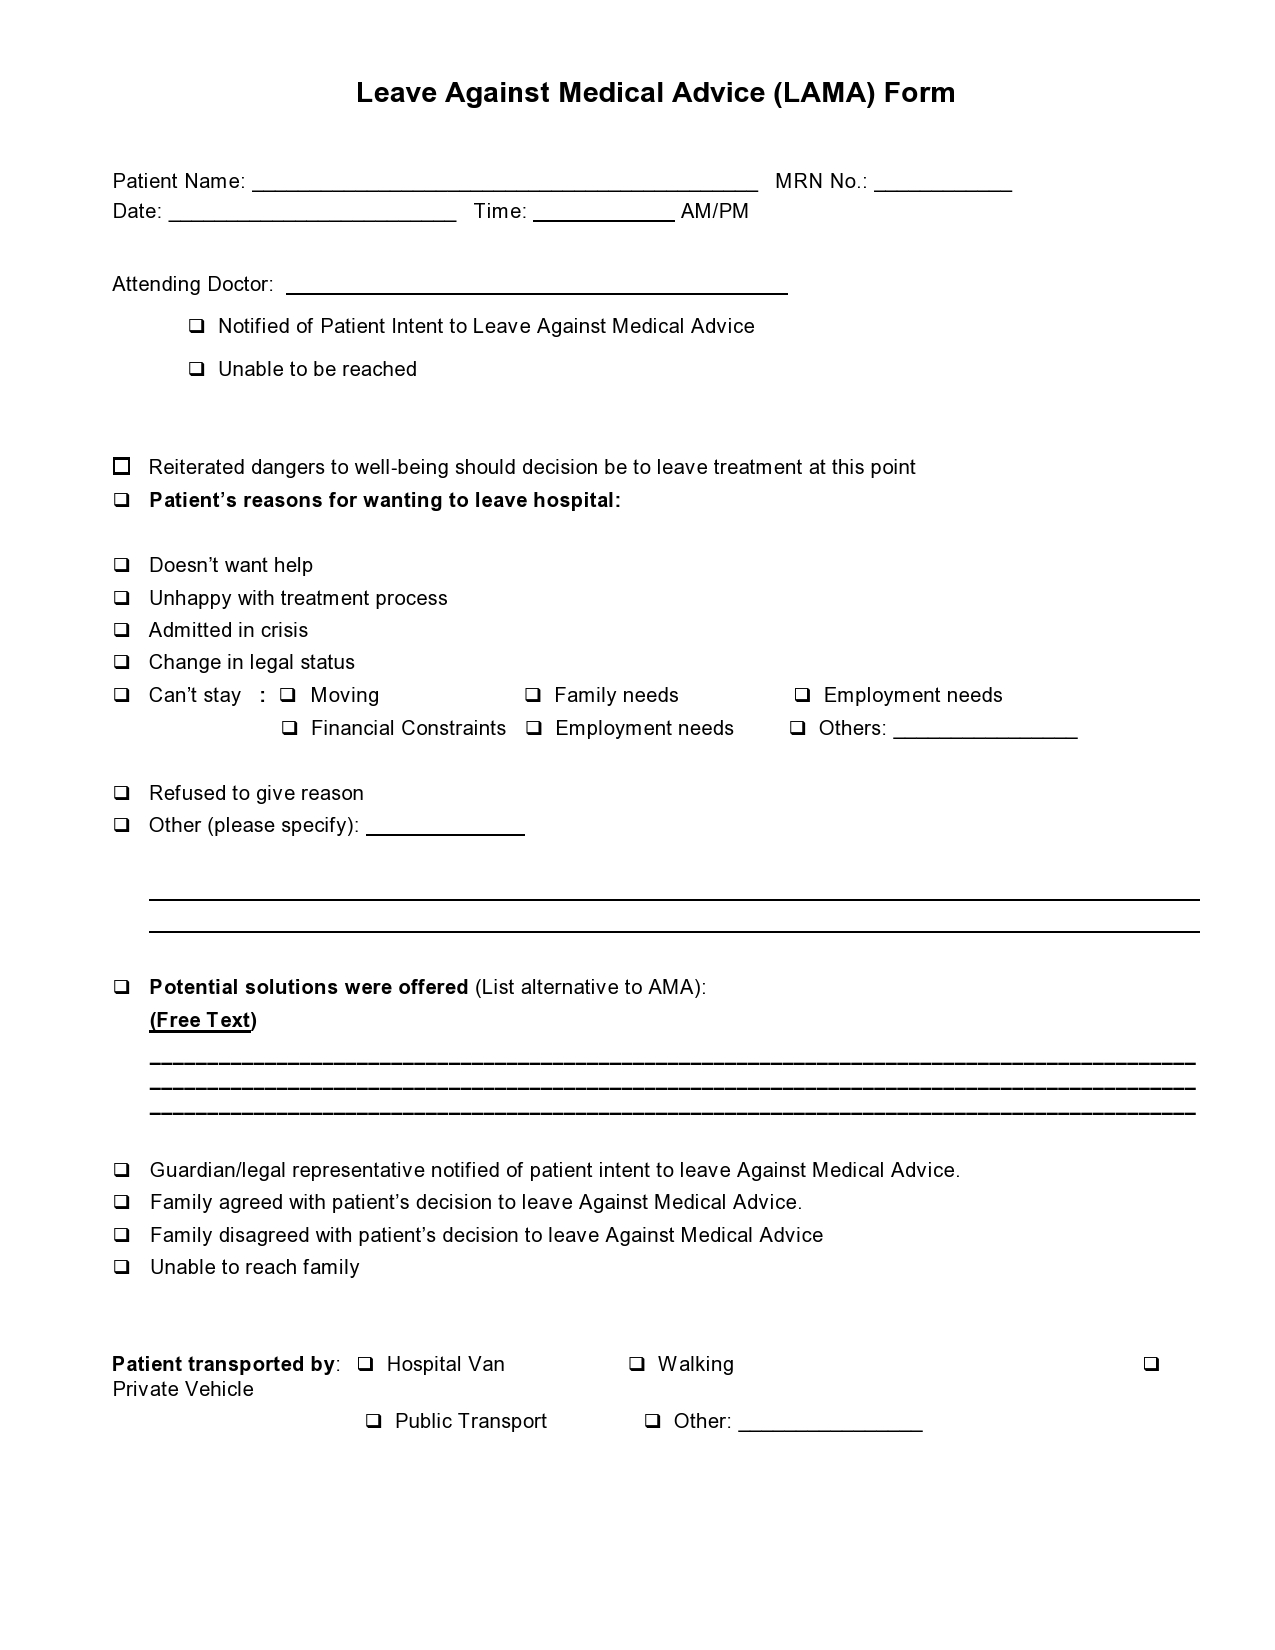 Leave Against Medical Advice (LAMA) Form
Patient Name: ____________________________________________ MRN No.: ____________
Date: _________________________ Time: ____________ AM/PM
Attending Doctor: ____________________________________________
❑ Notified of Patient Intent to Leave Against Medical Advice
❑ Unable to be reached
☐ Reiterated dangers to well-being should decision be to leave treatment at this point
❑ Patient’s reasons for wanting to leave hospital:
❑ Doesn’t want help
❑ Unhappy with treatment process
❑ Admitted in crisis
❑ Change in legal status
❑ Can’t stay : ❑ Moving ❑ Family needs ❑ Employment needs
❑ Financial Constraints ❑ Employment needs ❑ Others: ________________
❑ Refused to give reason
❑ Other (please specify): ______________
❑ Potential solutions were offered (List alternative to AMA):
(Free Text)
❑ Guardian/legal representative notified of patient intent to leave Against Medical Advice.
❑ Family agreed with patient’s decision to leave Against Medical Advice.
❑ Family disagreed with patient’s decision to leave Against Medical Advice
❑ Unable to reach family
Patient transported by: ❑ Hospital Van ❑ Walking ❑
Private Vehicle
❑ Public Transport ❑ Other: ________________